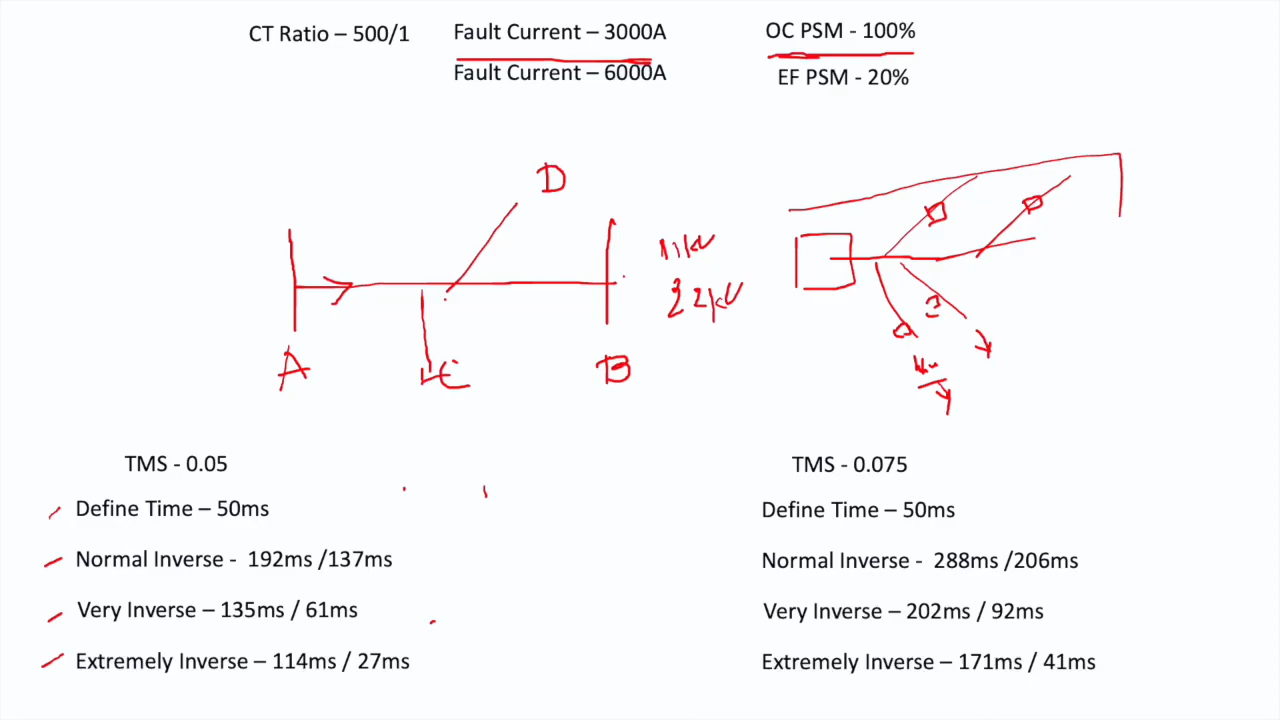 CT Ratio – 500/1
Fault Current – 3000A
OC PSM - 100%
Fault Current – 6000A
EF PSM - 20%
D
11kV
22kV
A
C
B
TMS - 0.05
TMS - 0.075
Define Time – 50ms
Define Time – 50ms
Normal Inverse -  192ms /137ms
Normal Inverse -  288ms /206ms
Very Inverse – 135ms / 61ms
Very Inverse – 202ms / 92ms
Extremely Inverse – 114ms / 27ms
Extremely Inverse – 171ms / 41ms